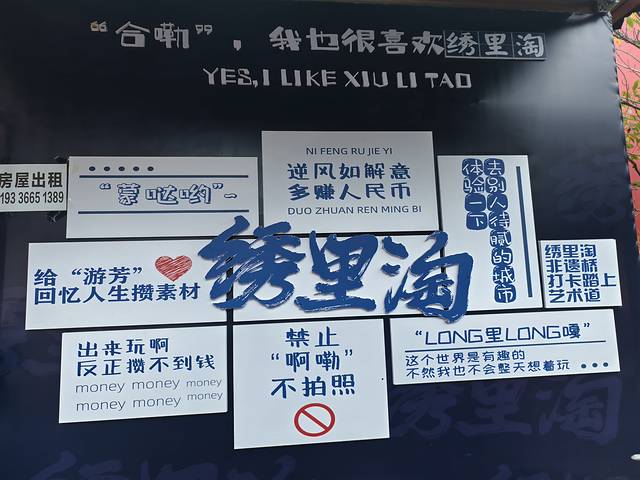 “合嘞”，我也很喜欢绣里淘
YES,I LIKE XIU LI TAO
房屋出租
193 3665 1389
“蒙哒哟”~
NI FENG RU JIE YI
逆风如解意
多赚人民币
DUO ZHUAN REN MING BI
去别人待腻的城市
体验一下
给“游芳”
回忆人生攒素材
绣里淘
绣里淘
非遗桥
打卡踏上
艺术道
出来玩啊
反正攒不到钱
money money money
money money money
禁止
“啊嘞”
不拍照
“LONG里LONG嘎”
这个世界是有趣的
不然我也不会整天想着玩 •••